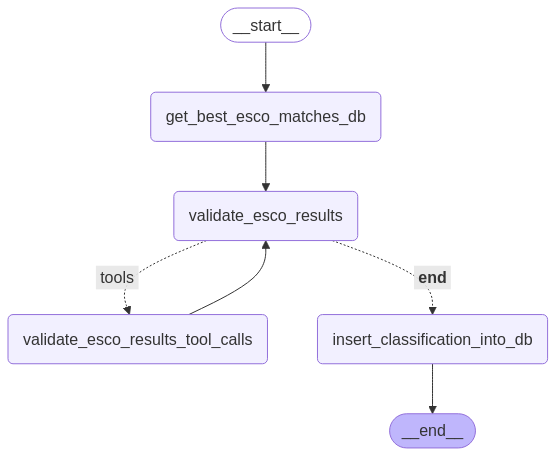 __start__
get_best_esco_matches_db
validate_esco_results
tools
end
validate_esco_results_tool_calls
insert_classification_into_db
__end__